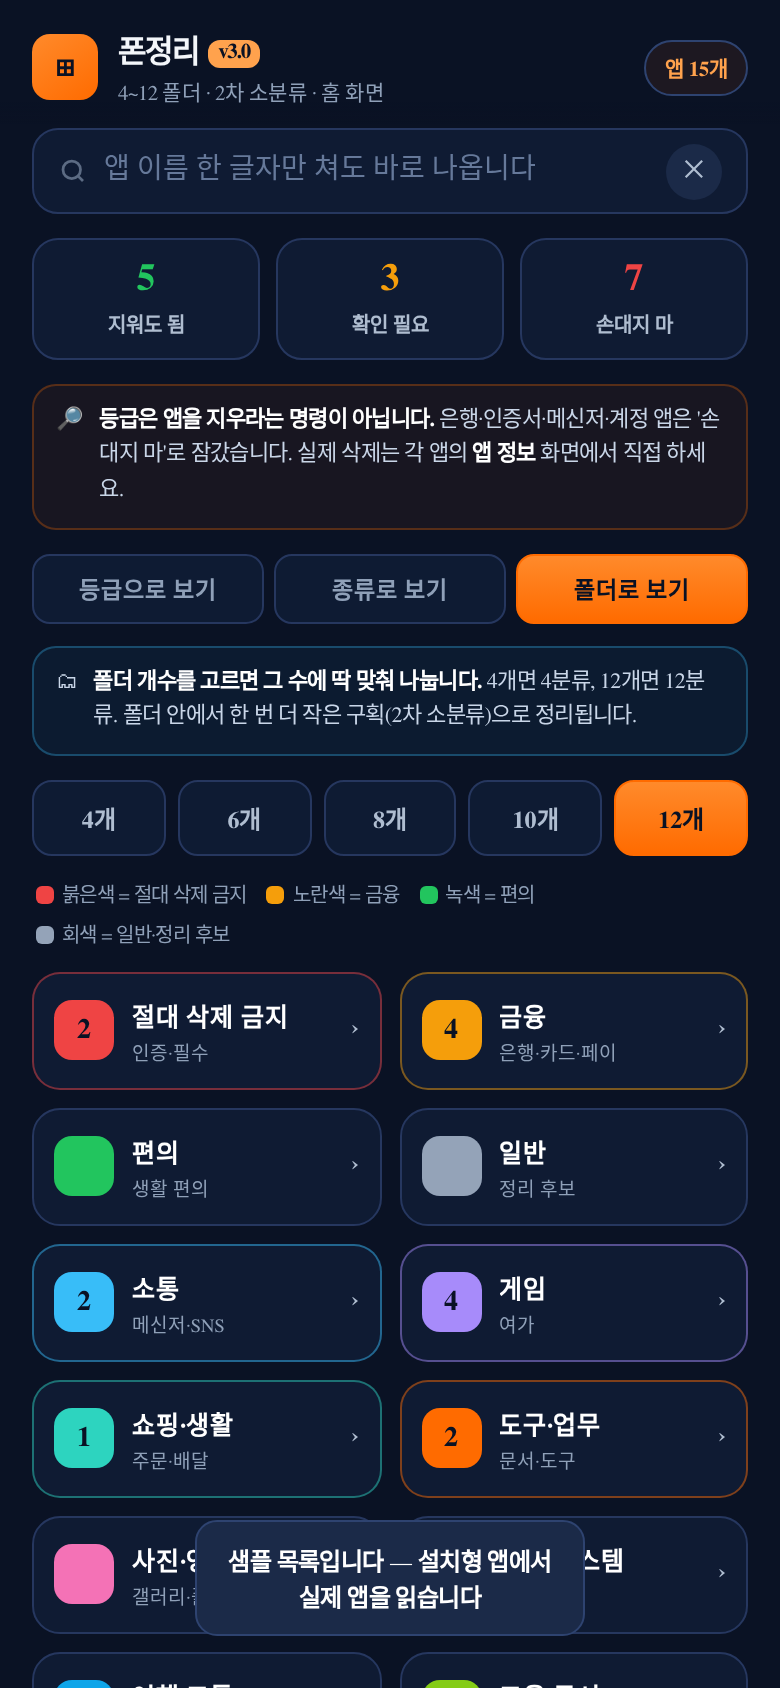 폰정리 v3.0
4~12 폴더 · 2차 소분류 · 홈 화면
앱 15개
앱 이름 한 글자만 쳐도 바로 나옵니다
5
지워도 됨
3
확인 필요
7
손대지 마
등급은 앱을 지우라는 명령이 아닙니다. 은행·인증서·메신저·계정 앱은 '손
대지 마'로 잠갔습니다. 실제 삭제는 각 앱의 앱 정보 화면에서 직접 하세
요.
등급으로 보기
종류로 보기
폴더로 보기
폴더 개수를 고르면 그 수에 딱 맞춰 나눕니다. 4개면 4분류, 12개면 12분
류. 폴더 안에서 한 번 더 작은 구획(2차 소분류)으로 정리됩니다.
4개
6개
8개
10개
12개
붉은색 = 절대 삭제 금지
노란색 = 금융
녹색 = 편의
회색 = 일반·정리 후보
2
절대 삭제 금지
인증·필수
4
금융
은행·카드·페이
편의
생활 편의
일반
정리 후보
2
소통
메신저·SNS
4
게임
여가
1
쇼핑·생활
주문·배달
2
도구·업무
문서·도구
사진·
갤러리·
스템
샘플 목록입니다 — 설치형 앱에서
실제 앱을 읽습니다